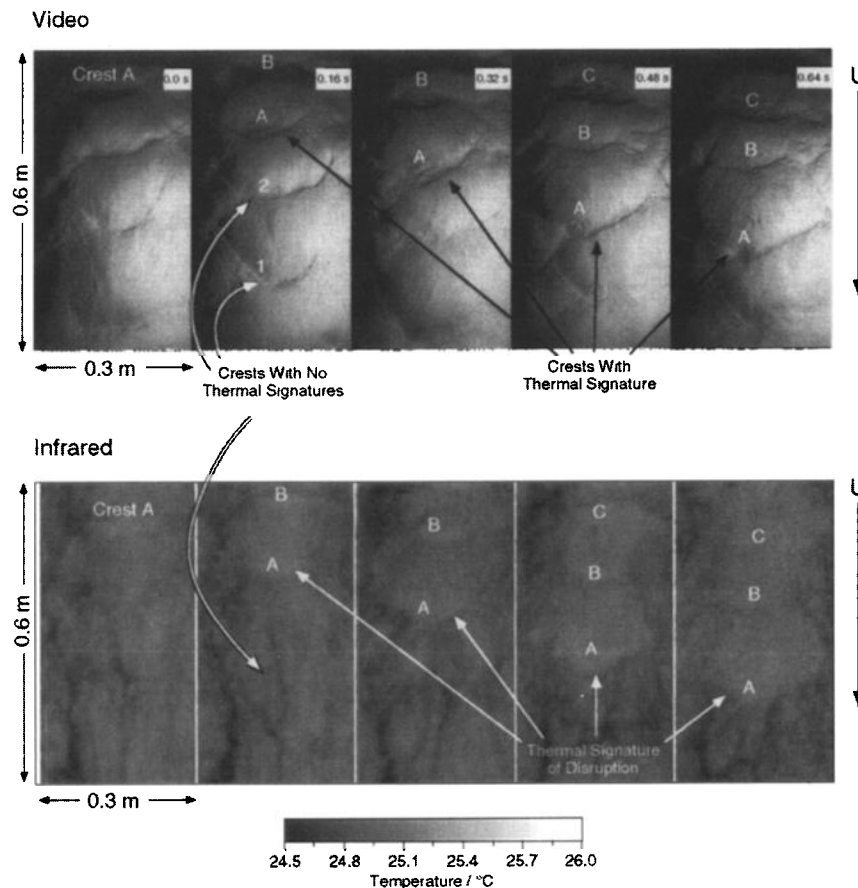 Video
Crest A
0.0 s
B
A
2
1
0.16 s
B
A
0.32 s
C
B
A
0.48 s
C
B
A
0.64 s
U
0.6 m
0.3 m
Crests With No
Thermal Signatures
Crests With
Thermal Signature
Infrared
Crest A
B
A
B
A
C
B
A
C
B
A
U
0.6 m
Thermal Signature
of Disruption
0.3 m
24.5 24.8 25.1 25.4 25.7 26.0
Temperature / °C